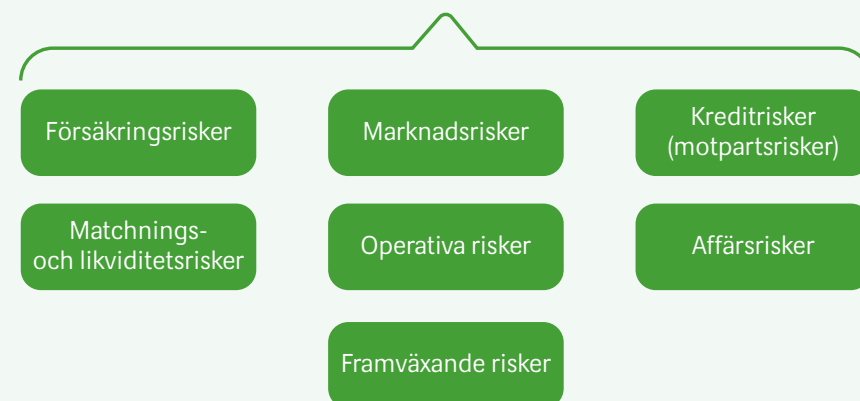 Försäkringsrisker
Marknadsrisker
Kreditrisker
(motpartsrisker)
Matchnings-
och likviditetsrisker
Operativa risker
Affärsrisker
Framväxande risker